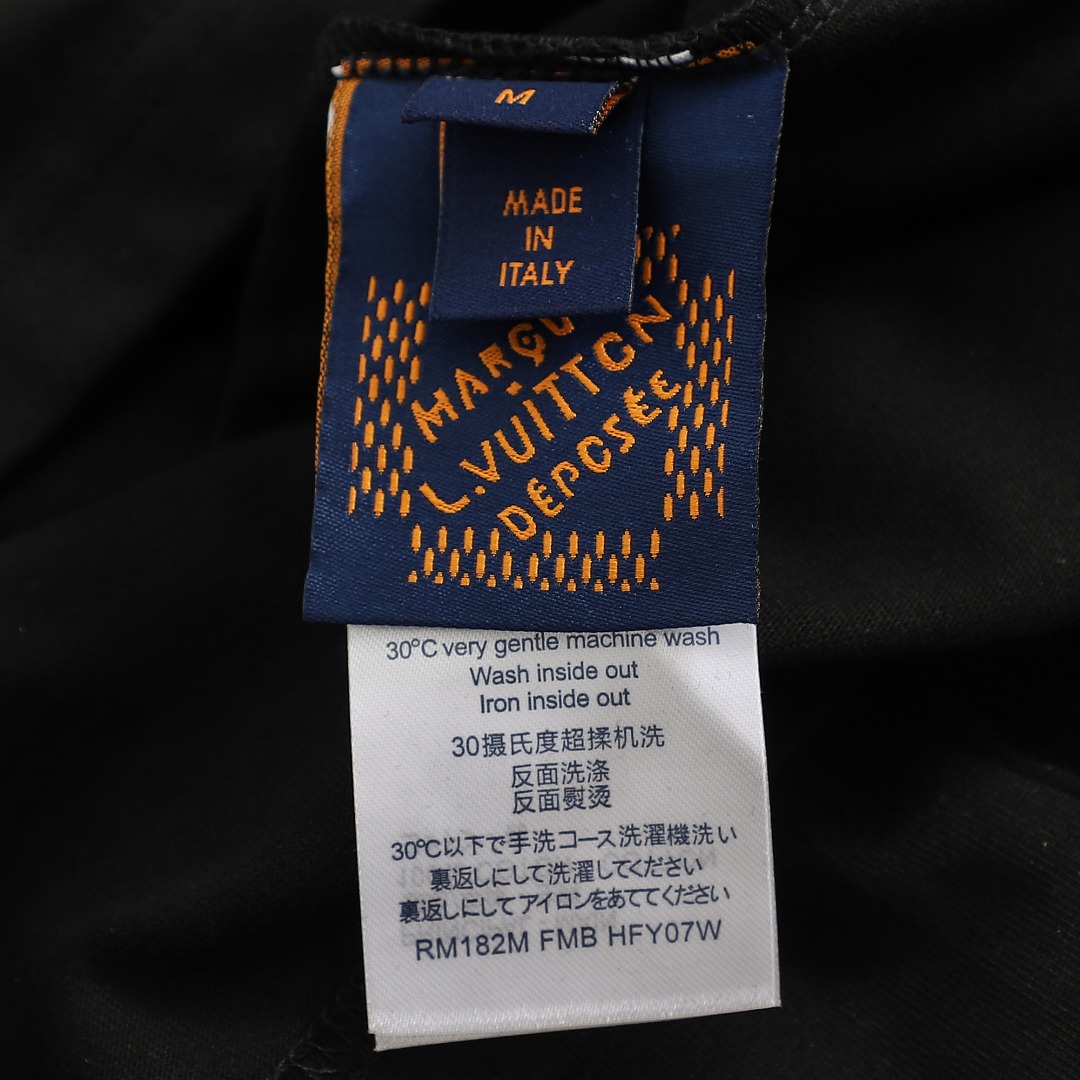 M
MADE
IN
ITALY
MARQU
L.VUITTON
DÉPOSÉE
30°C very gentle machine wash
Wash inside out
Iron inside out
30摄氏度超揉机洗
反面洗涤
反面熨烫
30℃以下で手洗コース洗濯機洗い
裏返しにして洗濯してください
裏返しにしてアイロンをあててください
RM182M FMB HFY07W